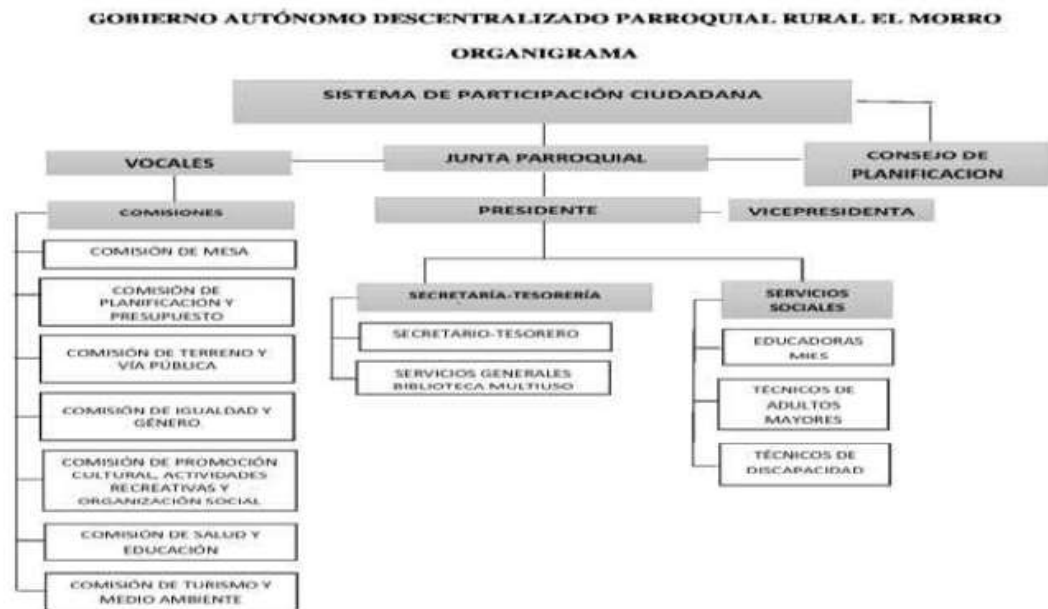 GOBIERNO AUTÓNOMO DESCENTRALIZADO PARROQUIAL RURAL EL MORRO
ORGANIGRAMA
SISTEMA DE PARTICIPACIÓN CIUDADANA
VOCALES
JUNTA PARROQUIAL
CONSEJO DE
PLANIFICACION
COMISIONES
PRESIDENTE
VICEPRESIDENTA
COMISIÓN DE MESA
COMISIÓN DE
PLANIFICACIÓN Y
PRESUPUESTO
COMISIÓN DE TERRENO Y
VÍA PÚBLICA
COMISIÓN DE IGUALDAD Y
GÉNERO
COMISIÓN DE PROMOCIÓN
CULTURAL, ACTIVIDADES
RECREATIVAS Y
ORGANIZACIÓN SOCIAL
COMISIÓN DE SALUD Y
EDUCACIÓN
COMISIÓN DE TURISMO Y
MEDIO AMBIENTE
SECRETARÍA-TESORERÍA
SECRETARIO-TESORERO
SERVICIOS GENERALES
BIBLIOTECA MULTIUSO
SERVICIOS
SOCIALES
EDUCADORAS
MIES
TÉCNICOS DE
ADULTOS
MAYORES
TÉCNICOS DE
DISCAPACIDAD